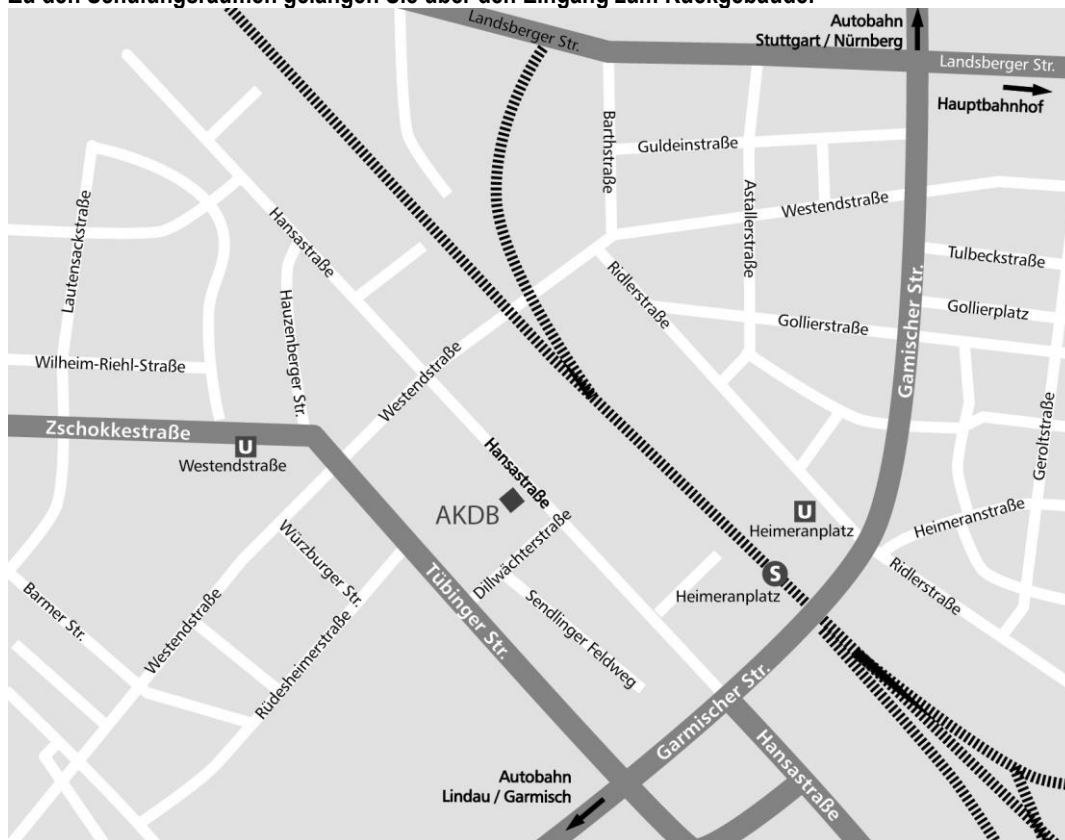 Zu den Schulungsräumen gelangen Sie über den Eingang zum Rückgebäude.
Landsberger Str.
Autobahn
Stuttgart / Nürnberg
Landsberger Str.
Hauptbahnhof
Barthstraße
Guldeinstraße
Astallerstraße
Westendstraße
Lautensackstraße
Hansastraße
Tulbeckstraße
Ridlerstraße
Gamischer Str.
Gollierplatz
Gollierstraße
Hauzenberger Str.
Wilheim-Riehl-Straße
Westendstraße
Geroltstraße
Zschokkestraße
U
Westendstraße
Hansastraße
AKDB
U
Heimeranplatz
Heimeranstraße
Dillwächterstraße
Würzburger Str.
S
Heimeranplatz
Ridlerstraße
Barmer Str.
Westendstraße
Tübinger Str.
Sendlinger Feldweg
Rüdesheimerstraße
Garmischer Str.
Hansastraße
Autobahn
Lindau / Garmisch